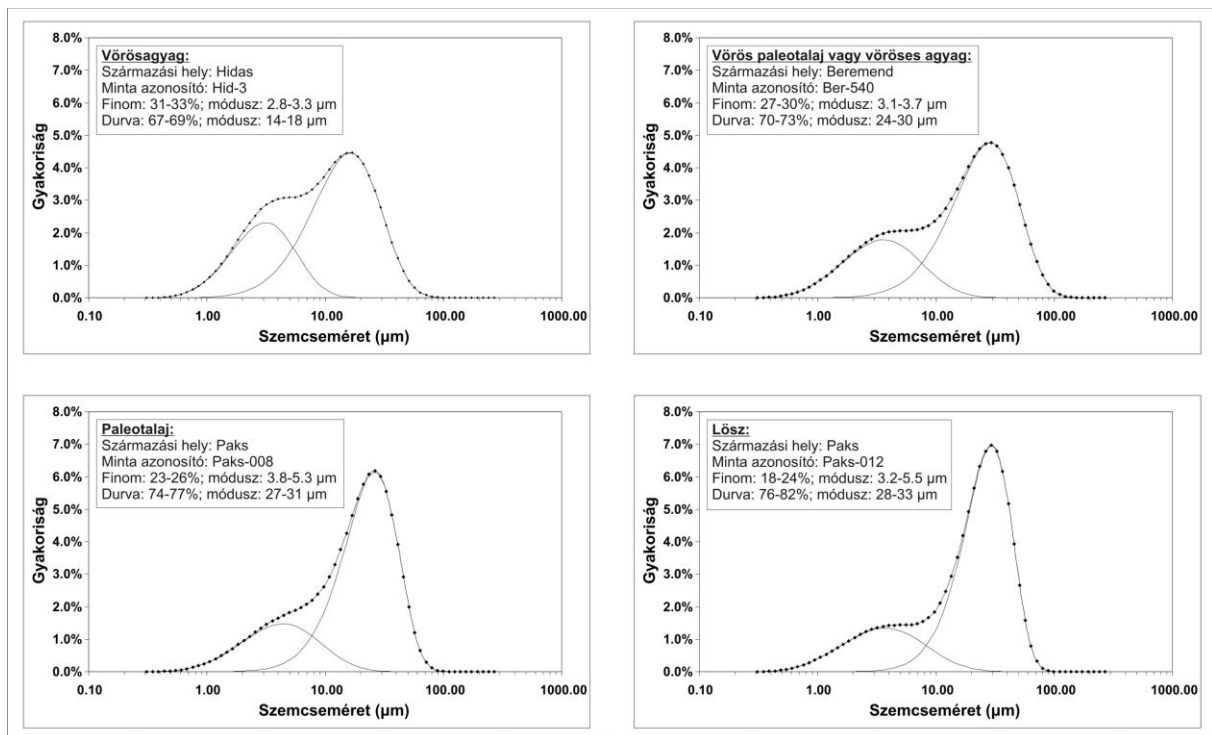 Vörösagyag:
Származási hely: Hidas
Minta azonosító: Hid-3
Finom: 31-33%; módusz: 2.8-3.3 µm
Durva: 67-69%; módusz: 14-18 µm
8.0%
7.0%
6.0%
5.0%
4.0%
3.0%
2.0%
1.0%
0.0%
Gyakoriság
0.10 1.00 10.00 100.00 1000.00
Szemcseméret (µm)
Vörös paleotalaj vagy vöröses agyag:
Származási hely: Beremend
Minta azonosító: Ber-540
Finom: 27-30%; módusz: 3.1-3.7 µm
Durva: 70-73%; módusz: 24-30 µm
8.0%
7.0%
6.0%
5.0%
4.0%
3.0%
2.0%
1.0%
0.0%
Gyakoriság
0.10 1.00 10.00 100.00 1000.00
Szemcseméret (µm)
Paleotalaj:
Származási hely: Paks
Minta azonosító: Paks-008
Finom: 23-26%; módusz: 3.8-5.3 µm
Durva: 74-77%; módusz: 27-31 µm
8.0%
7.0%
6.0%
5.0%
4.0%
3.0%
2.0%
1.0%
0.0%
Gyakoriság
0.10 1.00 10.00 100.00 1000.00
Szemcseméret (µm)
Lösz:
Származási hely: Paks
Minta azonosító: Paks-012
Finom: 18-24%; módusz: 3.2-5.5 µm
Durva: 76-82%; módusz: 28-33 µm
8.0%
7.0%
6.0%
5.0%
4.0%
3.0%
2.0%
1.0%
0.0%
Gyakoriság
0.10 1.00 10.00 100.00 1000.00
Szemcseméret (µm)